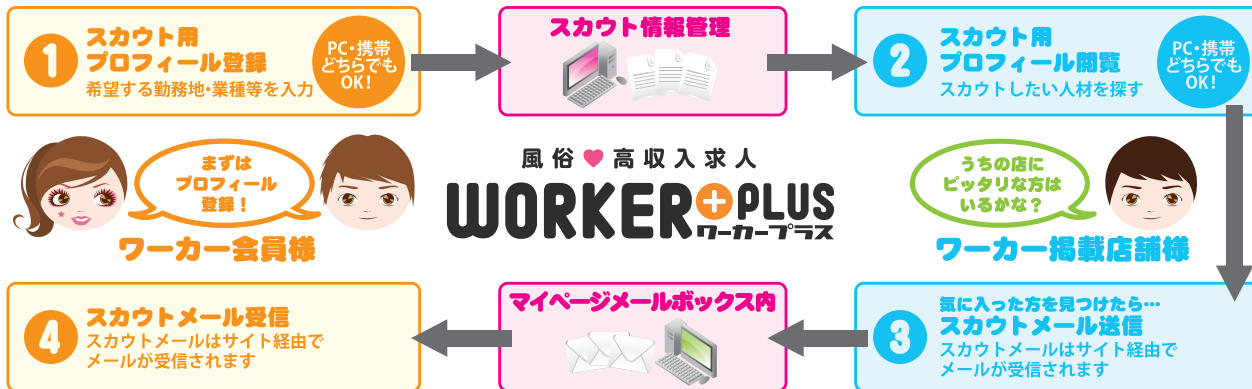 1
スカウト用
プロフィール登録
希望する勤務地・業種等を入力
PC・携帯
どちらでも
OK!
スカウト情報管理
2
スカウト用
プロフィール閲覧
スカウトしたい人材を探す
PC・携帯
どちらでも
OK!
まずは
プロフィール
登録！
ワーカー会員様
風俗♥高収入求人
WORKER+PLUS
ワーカープラス
うちの店に
ピッタリな方は
いるかな？
ワーカー掲載店舗様
気に入った方を見つけたら…
3
スカウトメール送信
スカウトメールはサイト経由で
メールが受信されます
マイページメールボックス内
4
スカウトメール受信
スカウトメールはサイト経由で
メールが受信されます